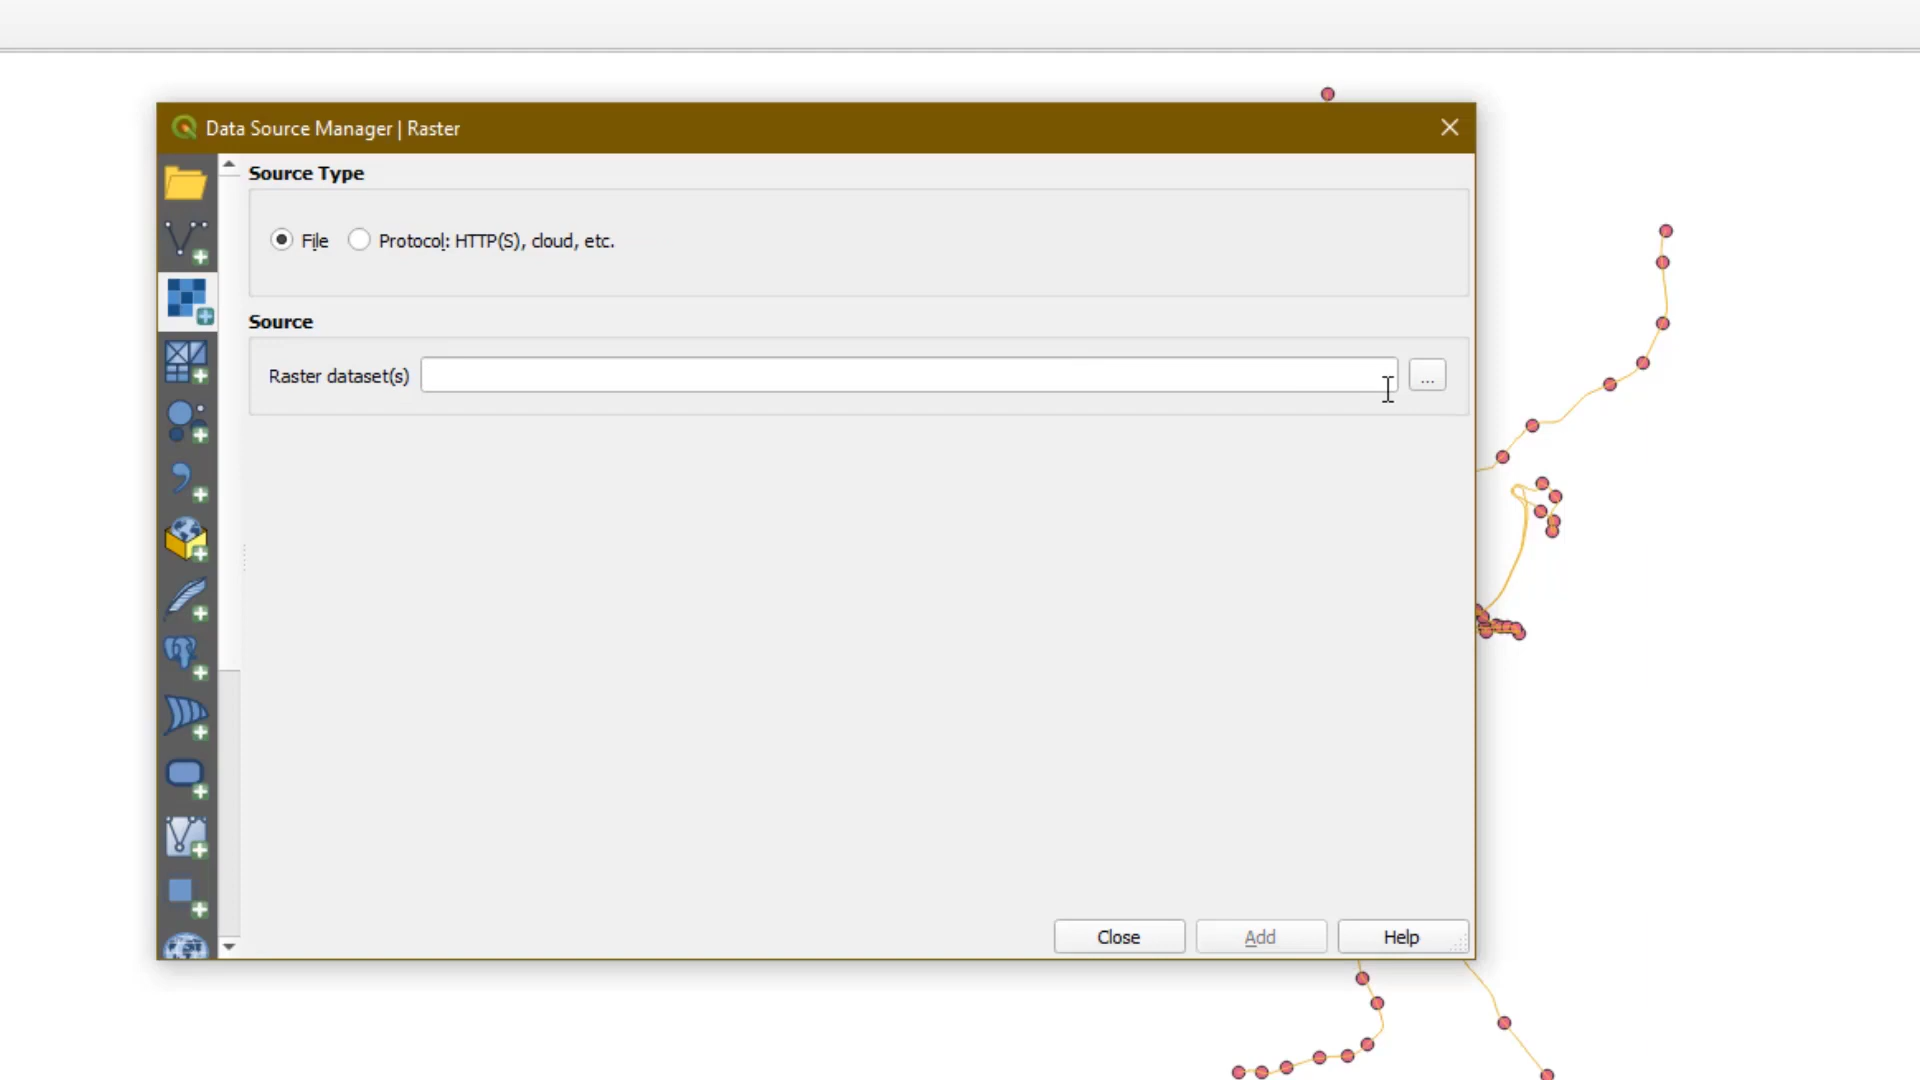 Data Source Manager | Raster
Source Type
File
Protocol: HTTP(S), cloud, etc.
Source
Raster dataset(s)
...
Close
Add
Help